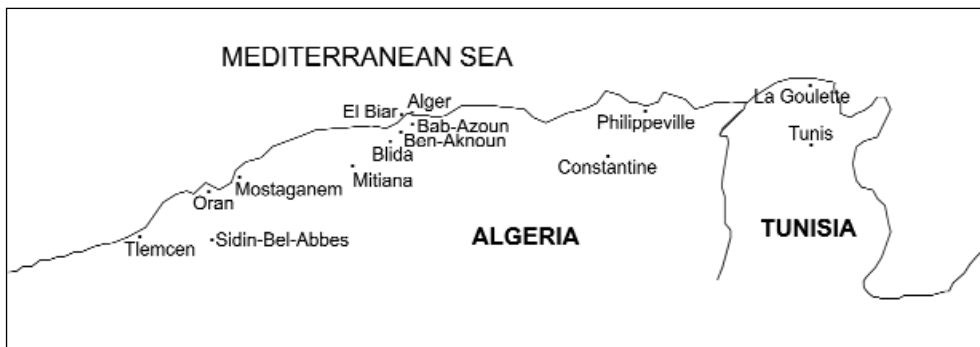 MEDITERRANEAN SEA
La Goulette
Alger
El Biar
Philippeville
Bab-Azoun
Tunis
Ben-Aknoun
Blida
Constantine
Mitiana
Mostaganem
Oran
TUNISIA
ALGERIA
Sidin-Bel-Abbes
Tlemcen